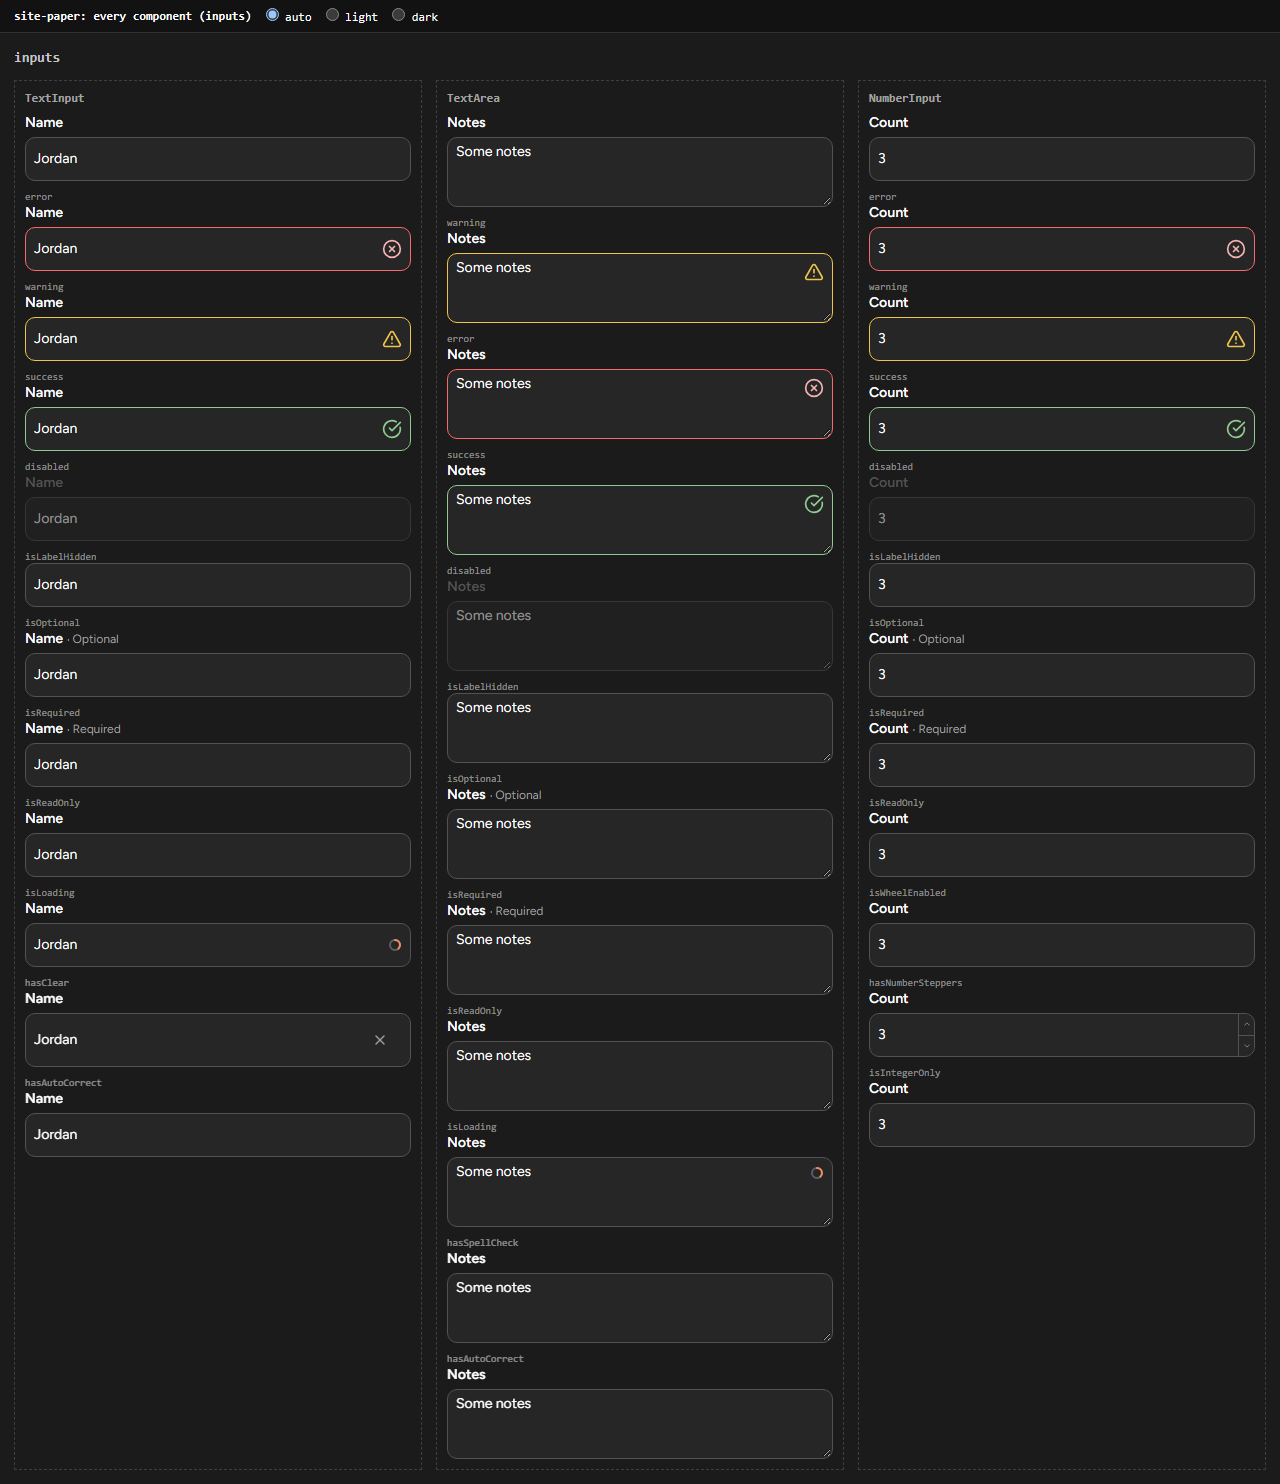 site-paper: every component (inputs) auto light dark
inputs
TextInput
Name
Jordan
error
Name
Jordan
warning
Name
Jordan
success
Name
Jordan
disabled
Name
Jordan
isLabelHidden
Jordan
isOptional
Name · Optional
Jordan
isRequired
Name · Required
Jordan
isReadOnly
Name
Jordan
isLoading
Name
Jordan
hasClear
Name
Jordan
hasAutoCorrect
Name
Jordan
TextArea
Notes
Some notes
warning
Notes
Some notes
error
Notes
Some notes
success
Notes
Some notes
disabled
Notes
Some notes
isLabelHidden
Some notes
isOptional
Notes · Optional
Some notes
isRequired
Notes · Required
Some notes
isReadOnly
Notes
Some notes
isLoading
Notes
Some notes
hasSpellCheck
Notes
Some notes
hasAutoCorrect
Notes
Some notes
NumberInput
Count
3
error
Count
3
warning
Count
3
success
Count
3
disabled
Count
3
isLabelHidden
3
isOptional
Count · Optional
3
isRequired
Count · Required
3
isReadOnly
Count
3
isWheelEnabled
Count
3
hasNumberSteppers
Count
3
isIntegerOnly
Count
3